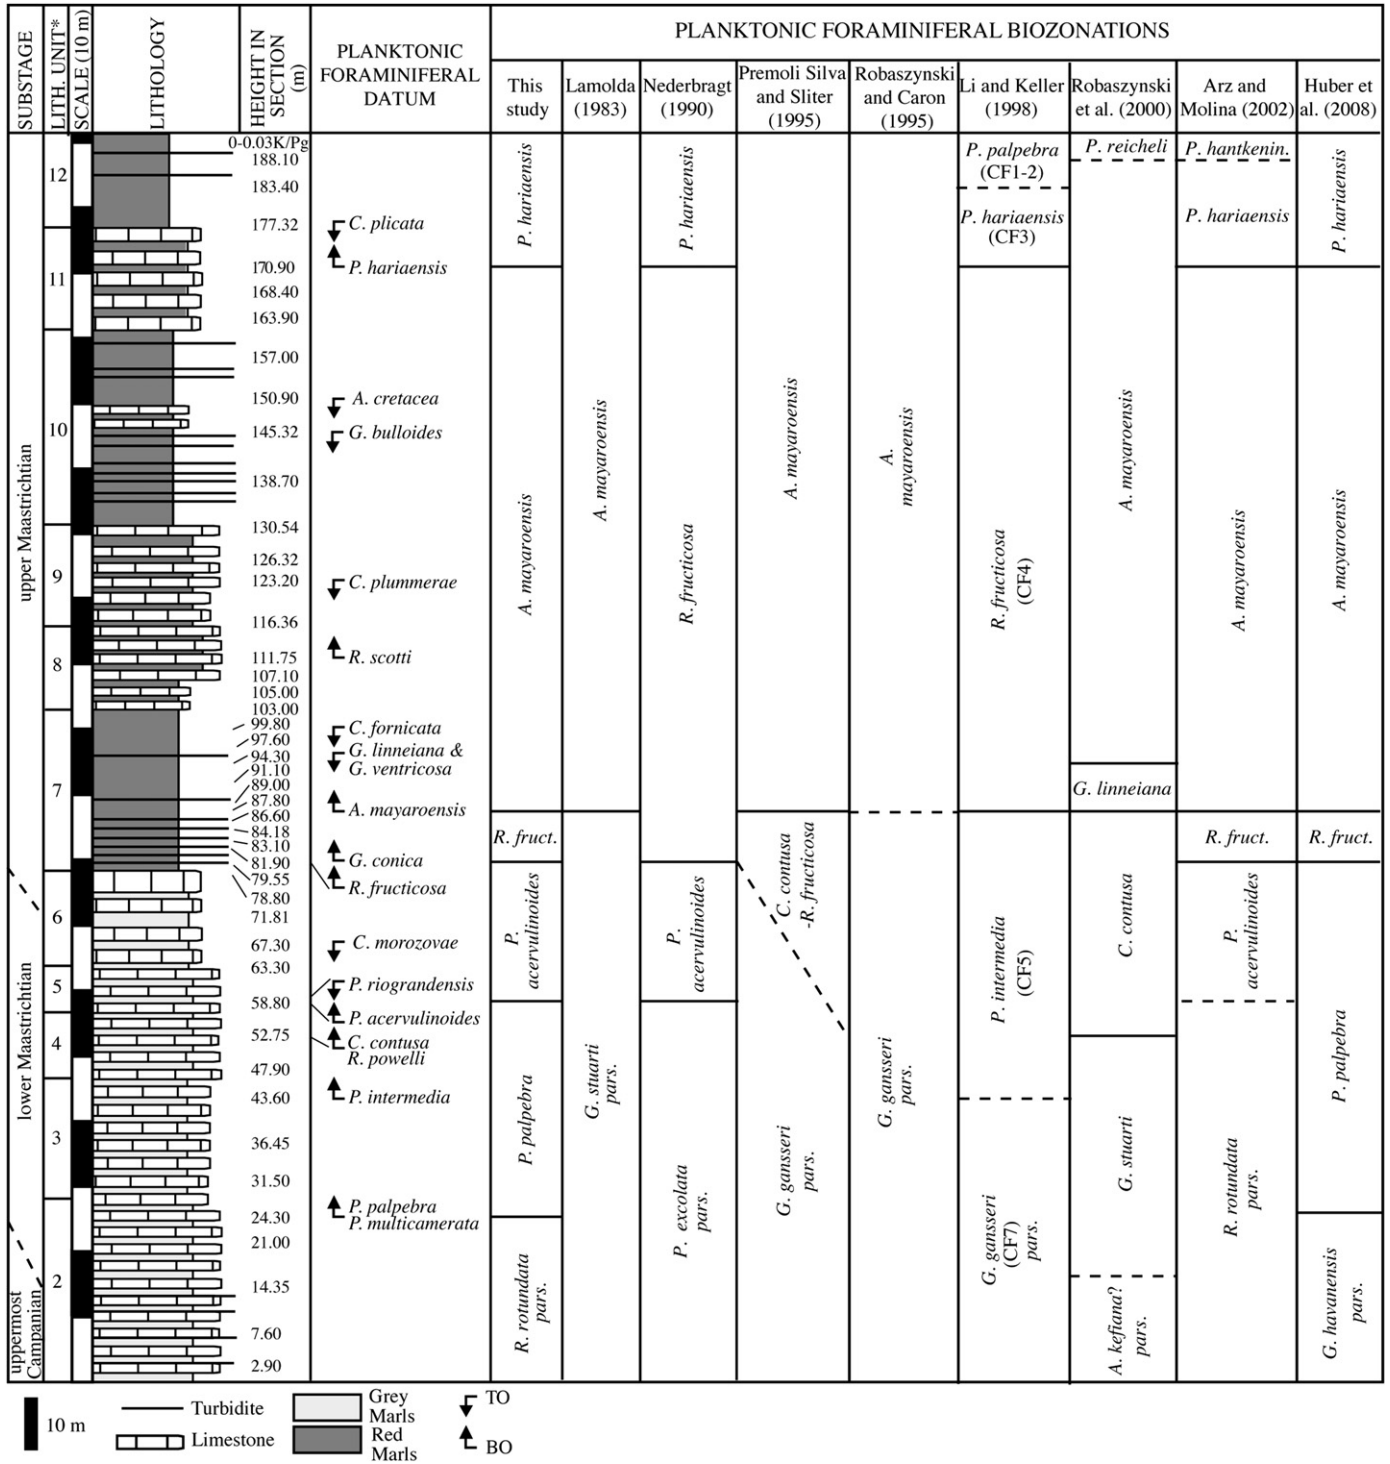 PLANKTONIC FORAMINIFERAL BIOZONATIONS
SUBSTAGE
LITH. UNIT*
SCALE (10 m)
LITHOLOGY
HEIGHT IN
SECTION
(m)
PLANKTONIC
FORAMINIFERAL
DATUM
This
study
Lamolda
(1983)
Nederbragt
(1990)
Premoli Silva
and Sliter
(1995)
Robaszynski
and Caron
(1995)
Li and Keller
(1998)
Robaszynski
et al. (2000)
Arz and
Molina (2002)
Huber et
al. (2008)
upper Maastrichtian
lower Maastrichtian
uppermost
Campanian
12
11
10
9
8
7
6
5
4
3
2
0-0.03K/Pg
188.10
183.40
177.32
170.90
168.40
163.90
157.00
150.90
145.32
138.70
130.54
126.32
123.20
116.36
111.75
107.10
105.00
103.00
99.80
97.60
94.30
91.10
89.00
87.80
86.60
84.18
83.10
81.90
79.55
78.80
71.81
67.30
63.30
58.80
52.75
47.90
43.60
36.45
31.50
24.30
21.00
14.35
7.60
2.90
C. plicata
P. hariaensis
A. cretacea
G. bulloides
C. plummerae
R. scotti
C. fornicata
G. linneiana &
G. ventricosa
A. mayaroensis
G. conica
R. fructicosa
C. morozovae
P. riograndensis
P. acervulinoides
C. contusa
R. powelli
P. intermedia
P. palpebra
P. multicamerata
P. hariaensis
A. mayaroensis
R. fruct.
P.
acervulinoides
P. palpebra
R. rotundata
pars.
A. mayaroensis
G. stuarti
pars.
P. hariaensis
R. fructicosa
P.
acervulinoides
P. excolata
pars.
A. mayaroensis
C. contusa
-R. fructicosa
G. gansseri
pars.
A.
mayaroensis
G. gansseri
pars.
P. palpebra
(CF1-2)
P. hariaensis
(CF3)
R. fructicosa
(CF4)
P. intermedia
(CF5)
G. gansseri
(CF7)
pars.
P. reicheli
A. mayaroensis
G. linneiana
C. contusa
G. stuarti
A. kefiana?
pars.
P. hantkenin.
P. hariaensis
A. mayaroensis
R. fruct.
P.
acervulinoides
R. rotundata
pars.
P. hariaensis
A. mayaroensis
R. fruct.
P. palpebra
G. havanensis
pars.
10 m
Turbidite
Limestone
Grey
Marls
Red
Marls
TO
BO